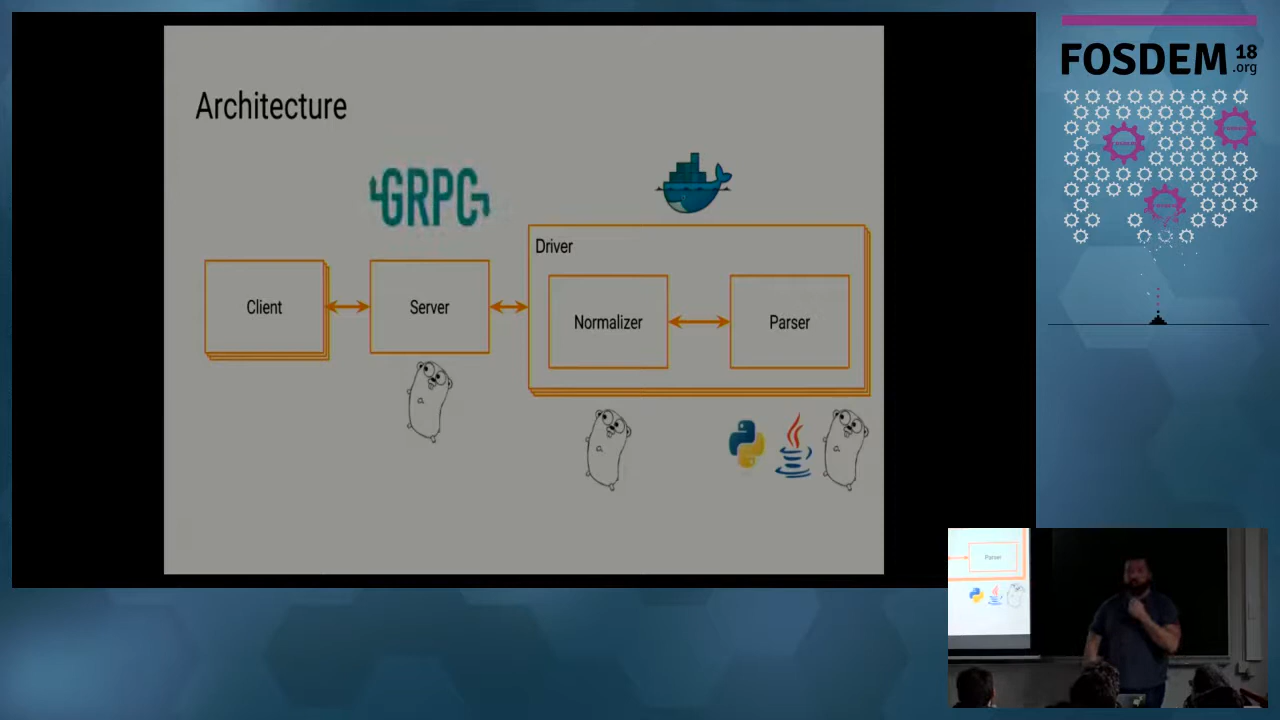 Architecture
GRPC
Driver
Client
Server
Normalizer
Parser
FOSDEM 18
.org
Parser